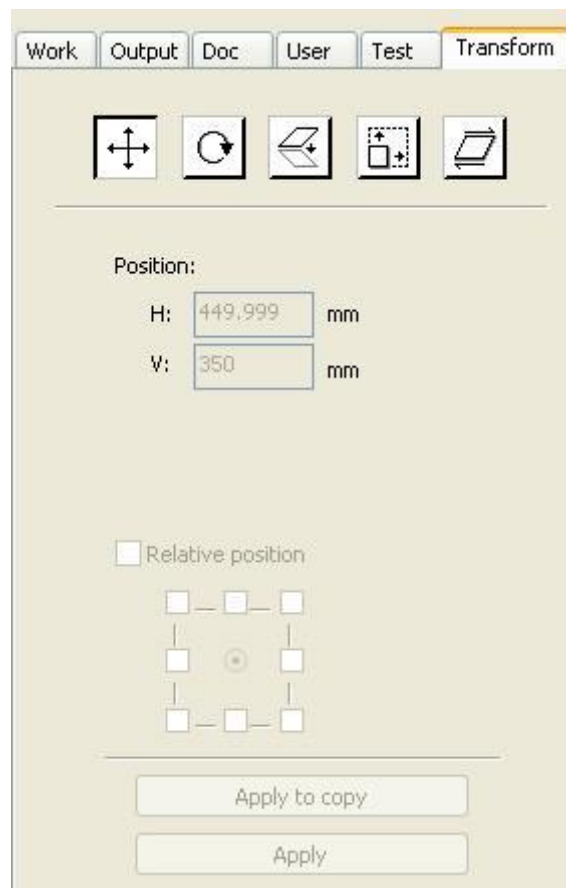 Work Output Doc User Test Transform
Position:
H: 449.999 mm
V: 350 mm
Relative position
Apply to copy
Apply